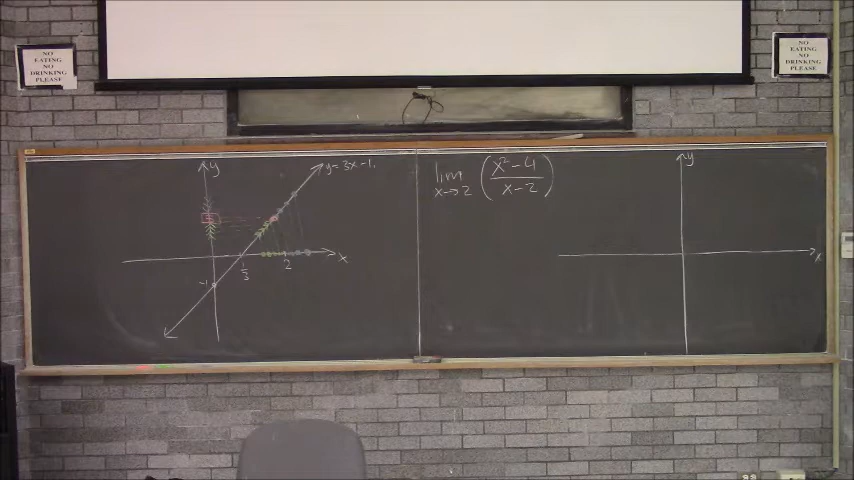 NO
EATING
NO
DRINKING
PLEASE
NO
EATING
NO
DRINKING
PLEASE
y
y=3x-1
x
1/3
2
-1
lim x→2 (x²-4 / x-2)
y
x